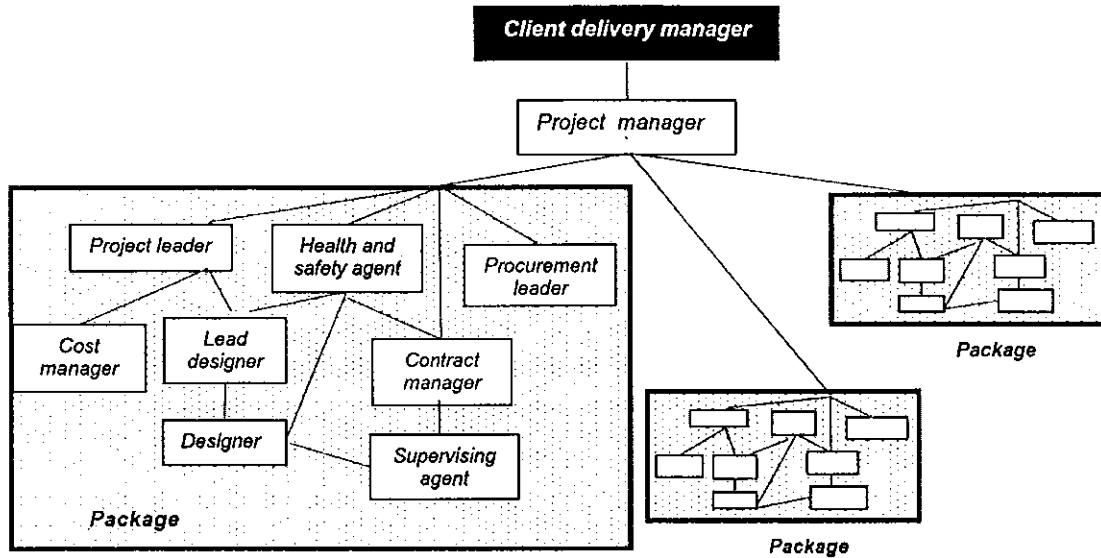 Client delivery manager
Project manager
Project leader
Health and
safety agent
Procurement
leader
Cost
manager
Lead
designer
Contract
manager
Designer
Supervising
agent
Package
Package
Package